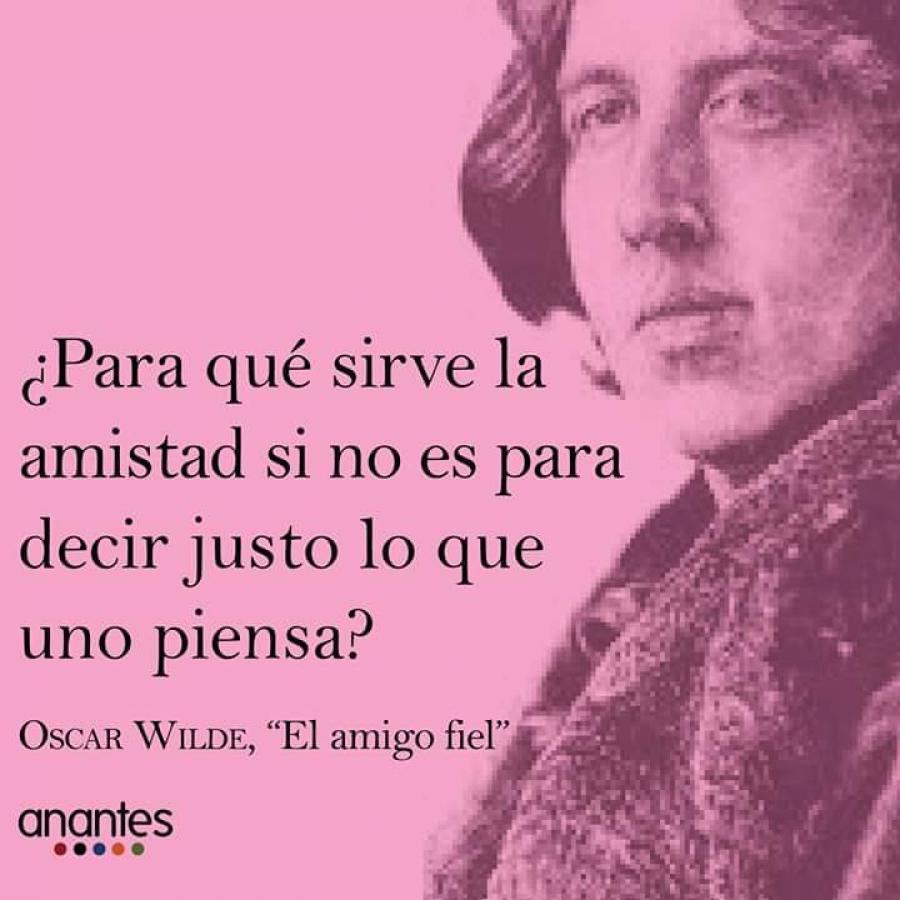 ¿Para qué sirve la
amistad si no es para
decir justo lo que
uno piensa?
OSCAR WILDE, “El amigo fiel”
anantes